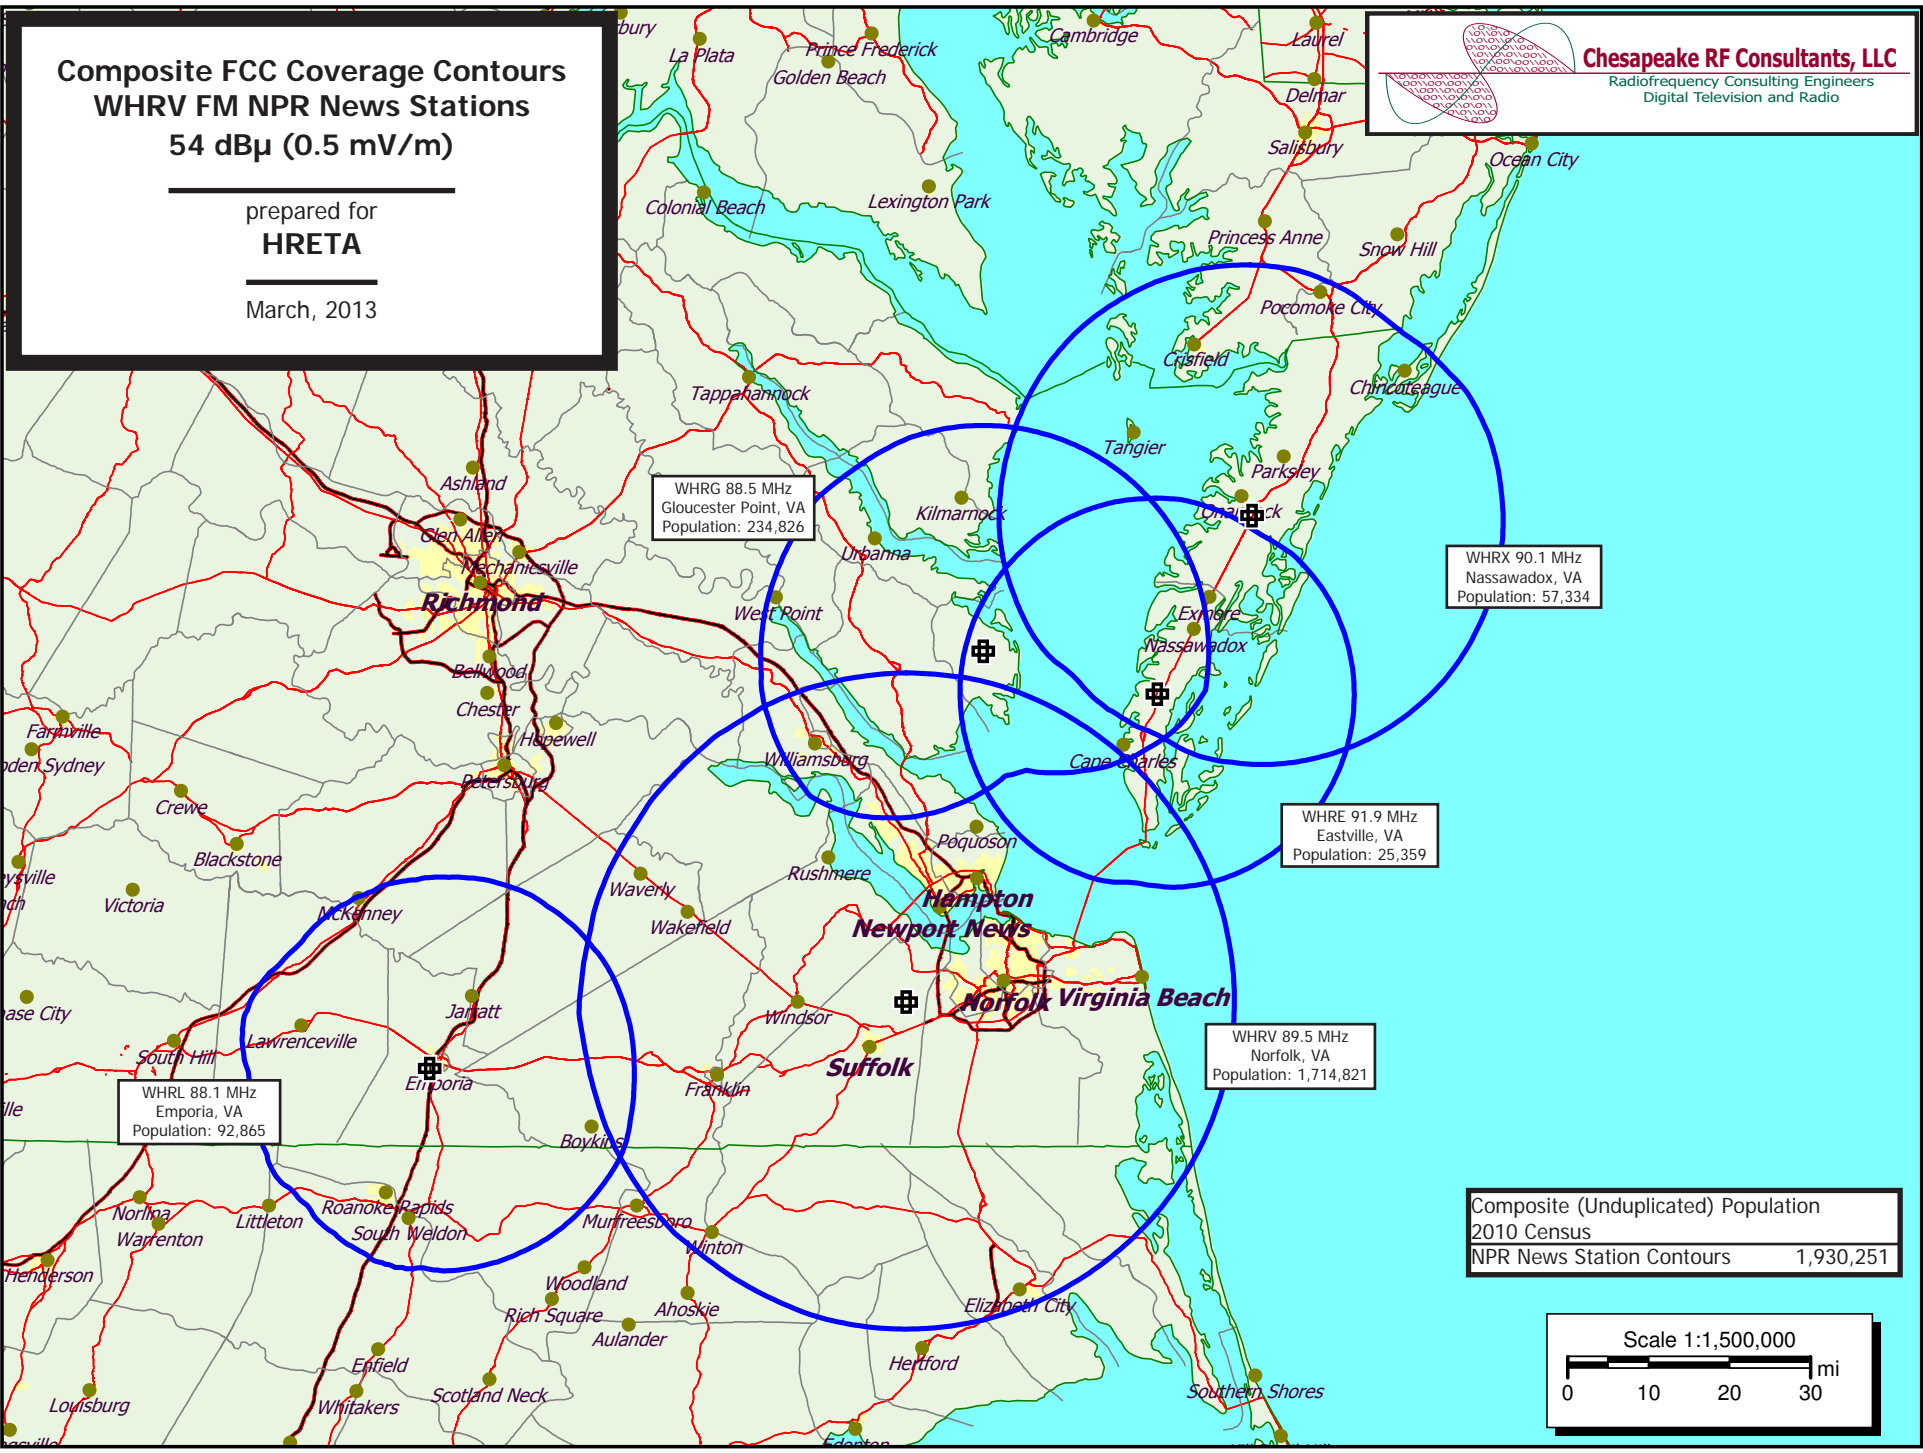 Composite FCC Coverage Contours
WHRV FM NPR News Stations
54 dBµ (0.5 mV/m)
prepared for
HRETA
March, 2013
Chesapeake RF Consultants, LLC
Radiofrequency Consulting Engineers
Digital Television and Radio
La Plata
Prince Frederick
Golden Beach
Cambridge
Laurel
Delmar
Salisbury
Ocean City
Colonial Beach
Lexington Park
Princess Anne
Snow Hill
Pocomoke City
Crisfield
Chincoteague
Tappahannock
Tangier
Parksley
Ashland
Kilmarnock
WHRG 88.5 MHz
Gloucester Point, VA
Population: 234,826
Glen Allen
Mechanicsville
Urbanna
Richmond
West Point
Exmore
Nassawadox
WHRX 90.1 MHz
Nassawadox, VA
Population: 57,334
Bellwood
Chester
Hopewell
Farmville
Williamsburg
Cape Charles
Petersburg
Crewe
Blackstone
Poquoson
WHRE 91.9 MHz
Eastville, VA
Population: 25,359
Rushmere
Waverly
Victoria
McKenney
Wakefield
Hampton
Newport News
Norfolk
Virginia Beach
Jarratt
Windsor
Lawrenceville
South Hill
Suffolk
Emporia
Franklin
WHRV 89.5 MHz
Norfolk, VA
Population: 1,714,821
WHRL 88.1 MHz
Emporia, VA
Population: 92,865
Boykins
Norlina
Warrenton
Littleton
Roanoke Rapids
South Weldon
Murfreesboro
Winton
Henderson
Woodland
Rich Square
Ahoskie
Aulander
Elizabeth City
Hertford
Enfield
Whitakers
Scotland Neck
Louisburg
Southern Shores
Edenton
Composite (Unduplicated) Population
2010 Census
NPR News Station Contours 1,930,251
Scale 1:1,500,000
mi
0 10 20 30